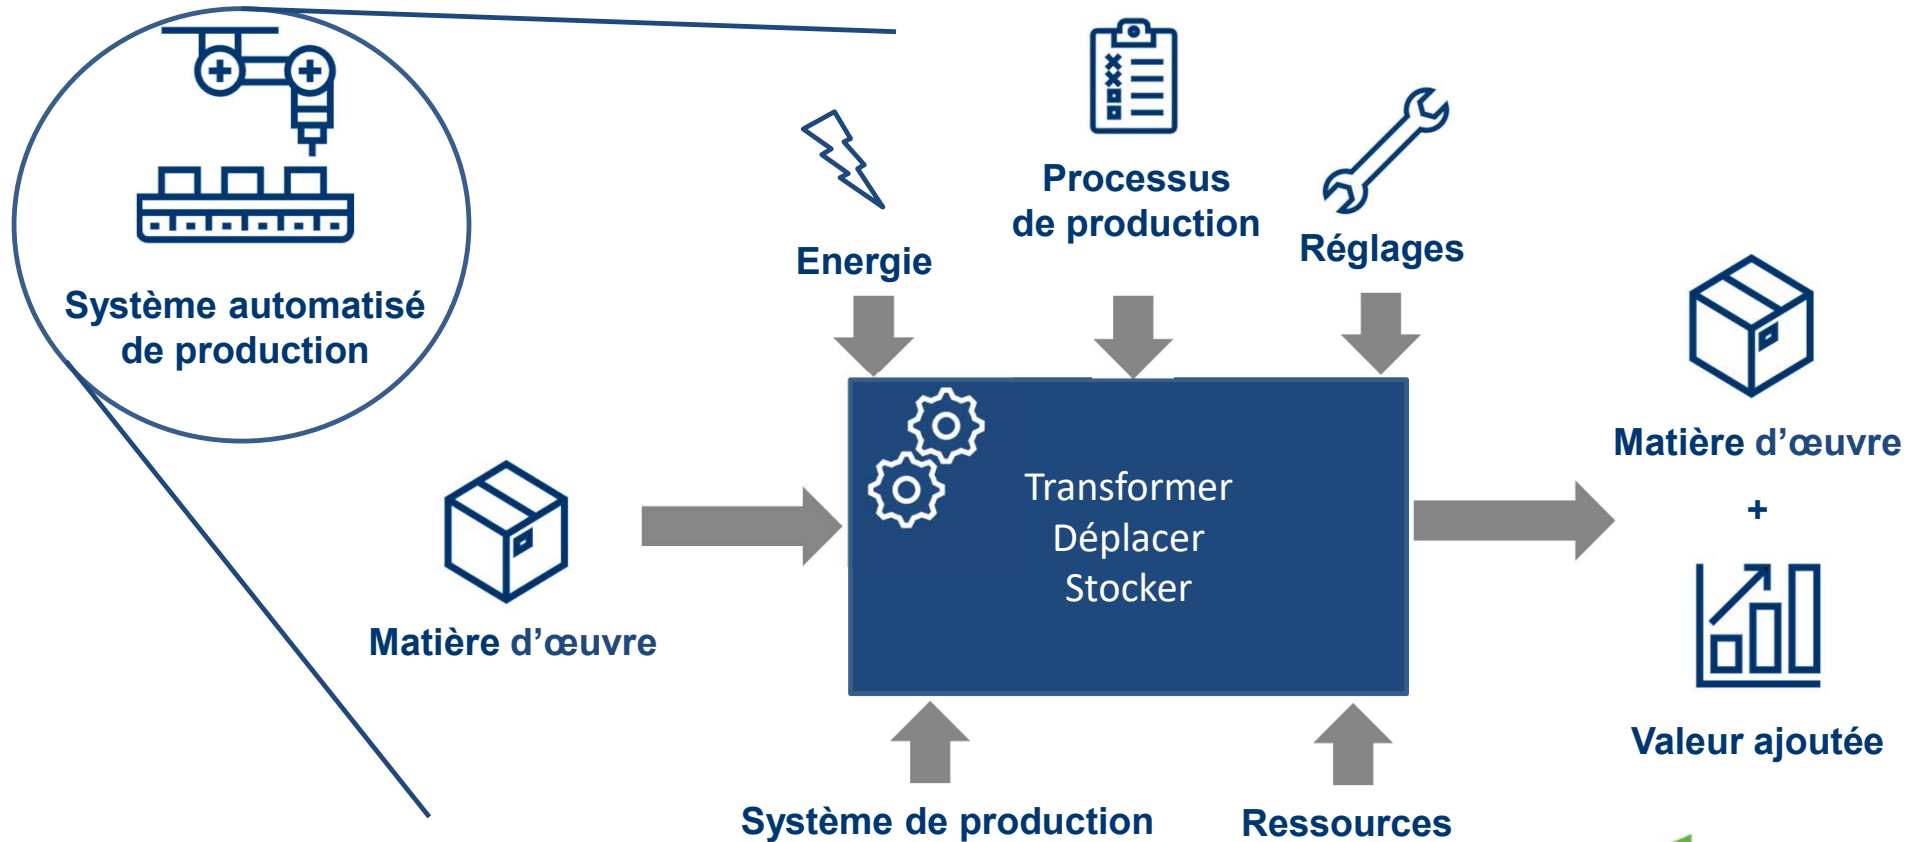 Système automatisé
de production
Energie
Processus
de production
Réglages
Matière d'œuvre
Transformer
Déplacer
Stocker
Matière d'œuvre
+
Valeur ajoutée
Système de production
Ressources